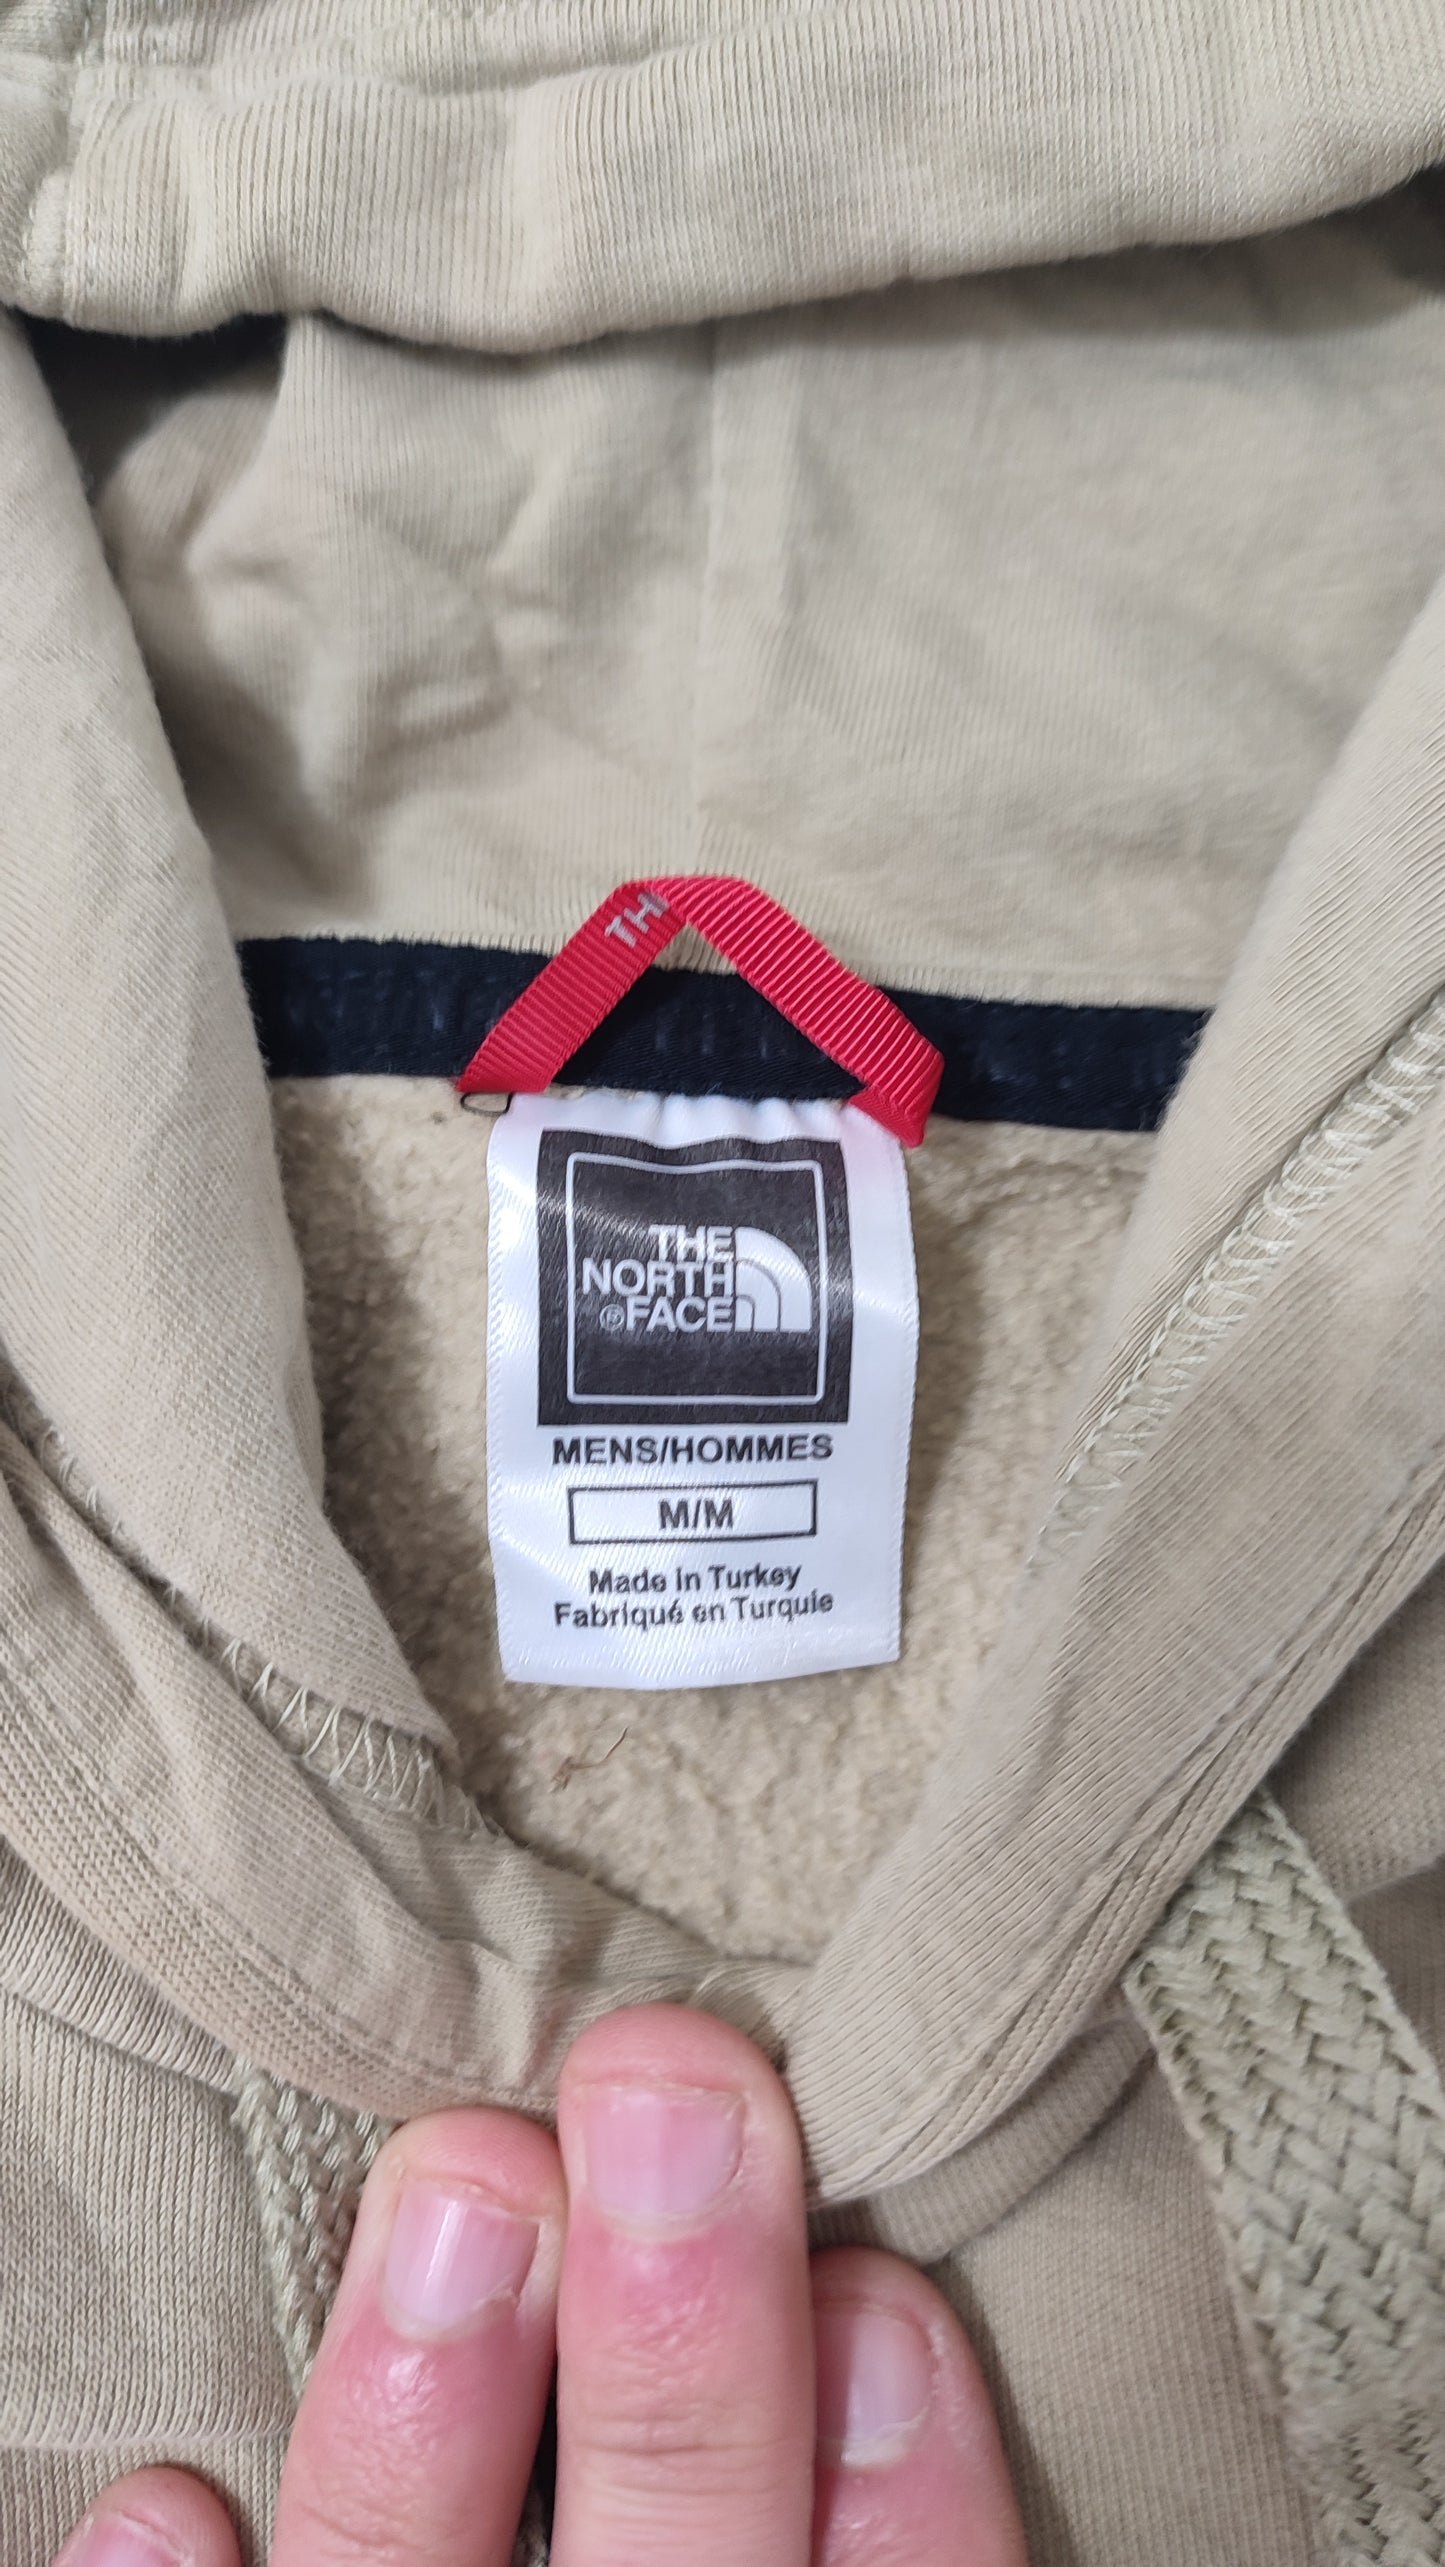 TH
THE
NORTH
®FACE
MENS/HOMMES
M/M
Made in Turkey
Fabriqué en Turquie